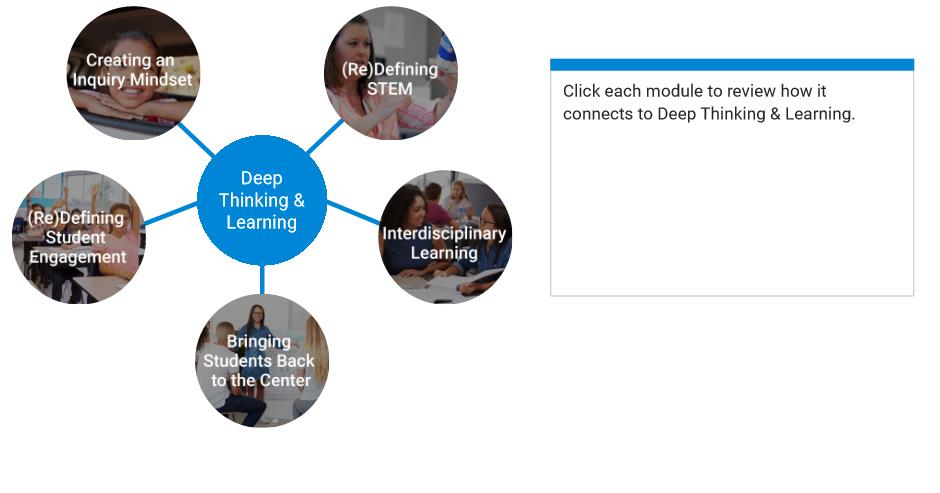 Creating an
Inquiry Mindset
(Re)Defining
STEM
Click each module to review how it
connects to Deep Thinking & Learning.
Deep
Thinking &
Learning
(Re)Defining
Student
Engagement
Interdisciplinary
Learning
Bringing
Students Back
to the Center